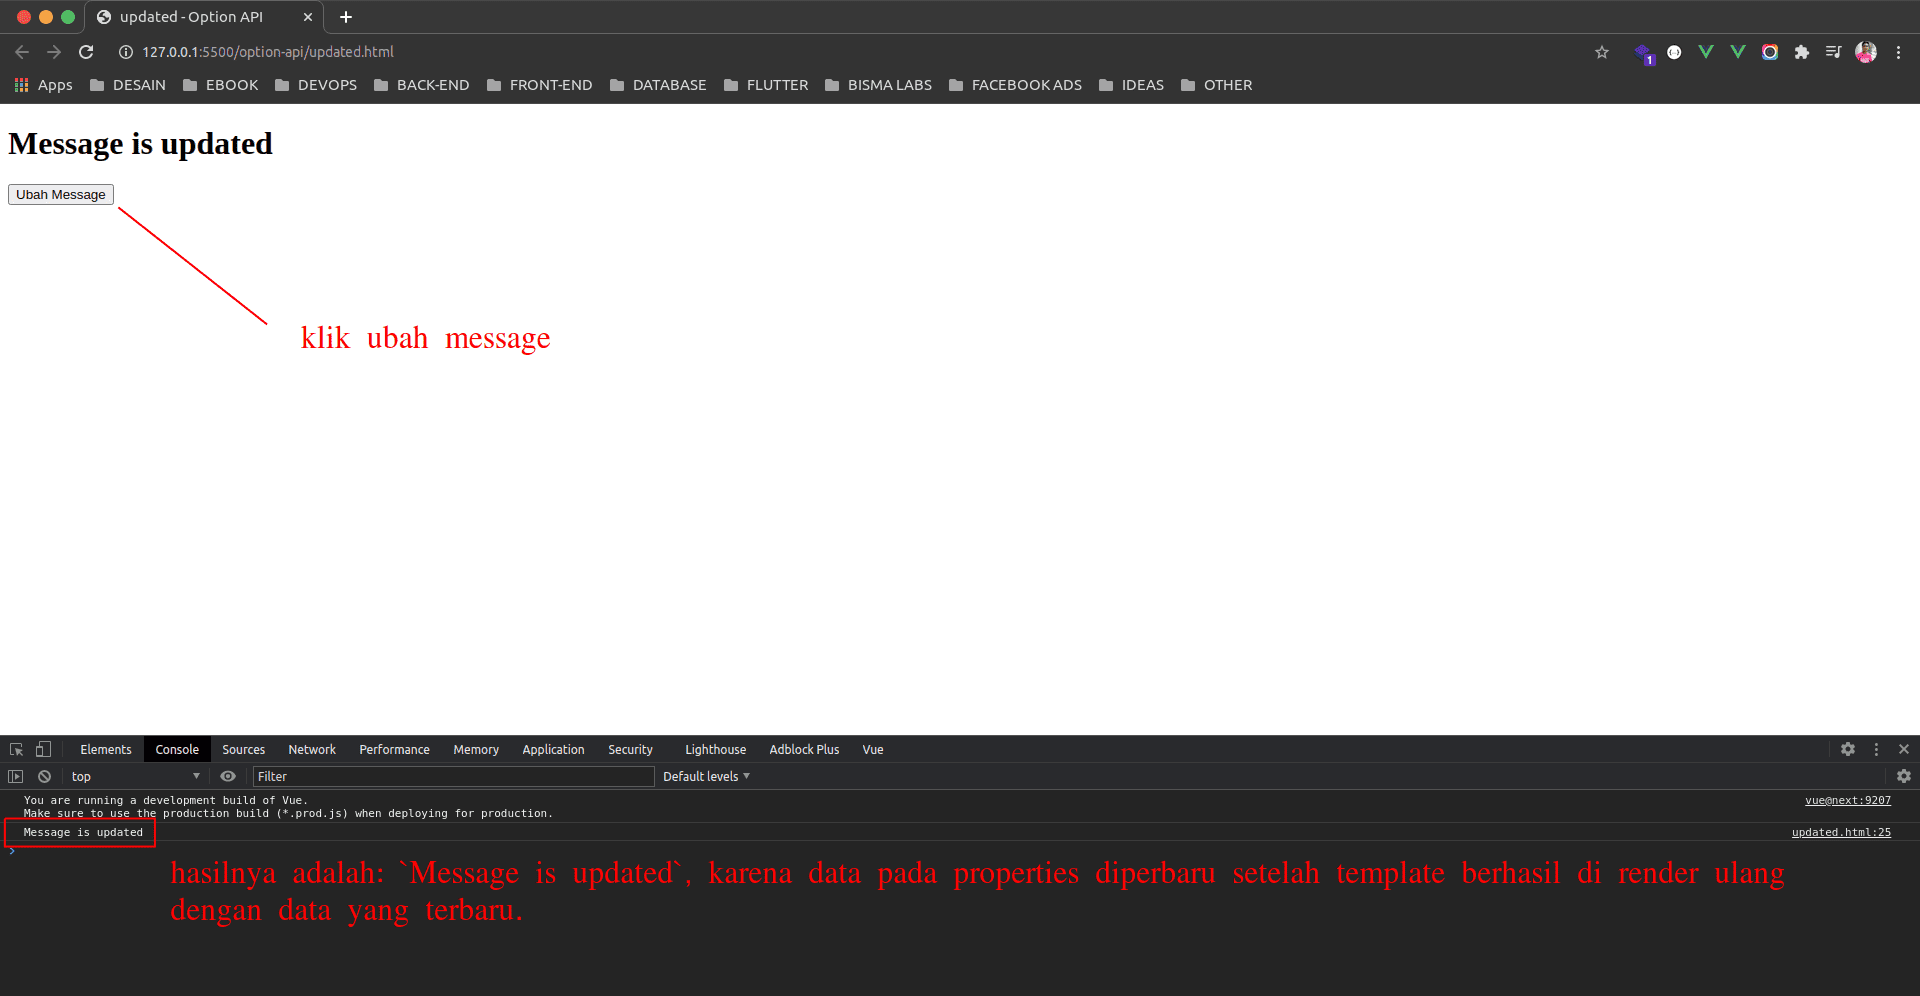 updated - Option API
127.0.0.1:5500/option-api/updated.html
1
Apps DESAIN EBOOK DEVOPS BACK-END FRONT-END DATABASE FLUTTER BISMA LABS FACEBOOK ADS IDEAS OTHER
Message is updated
Ubah Message
klik ubah message
Elements Console Sources Network Performance Memory Application Security Lighthouse Adblock Plus Vue
top Filter Default levels
You are running a development build of Vue. vue@next:9207
Make sure to use the production build (*.prod.js) when deploying for production.
Message is updated updated.html:25
hasilnya adalah: `Message is updated`, karena data pada properties diperbaru setelah template berhasil di render ulang
dengan data yang terbaru.